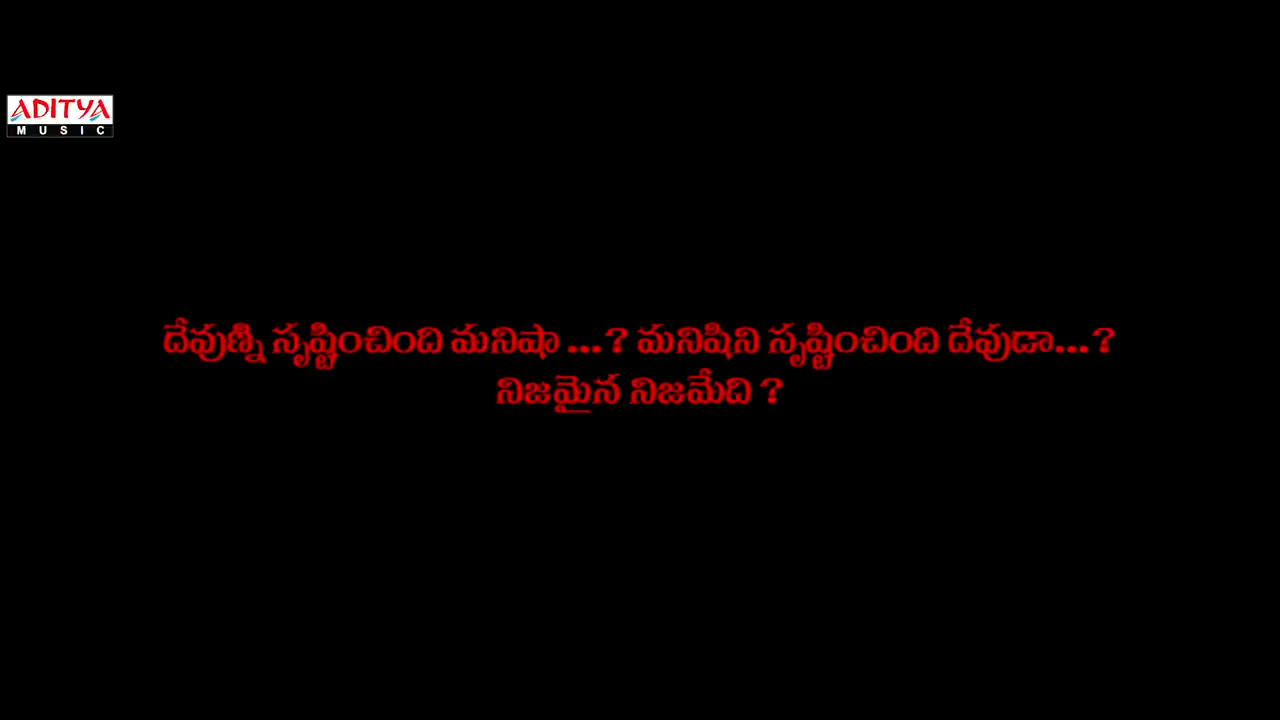 ADITYA
MUSIC
దేవుణ్ని సృష్టించింది మనిషా ...? మనిషిని సృష్టించింది దేవుడా...?
నిజమైన నిజమేది ?